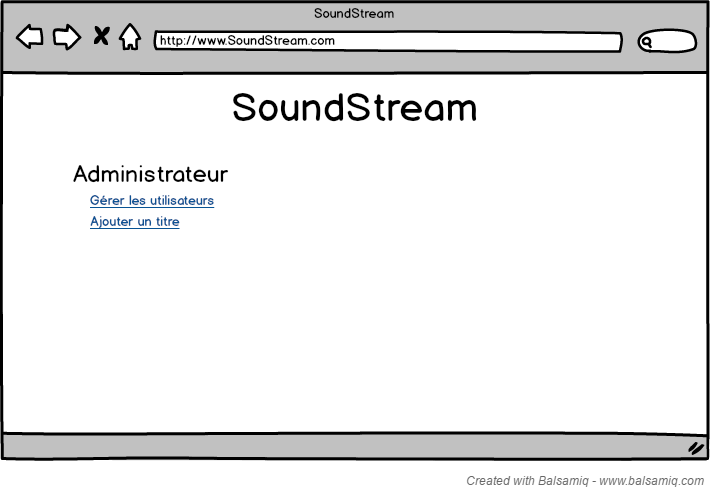 SoundStream
http://www.SoundStream.com
SoundStream
Administrateur
Gérer les utilisateurs
Ajouter un titre
Created with Balsamiq - www.balsamiq.com